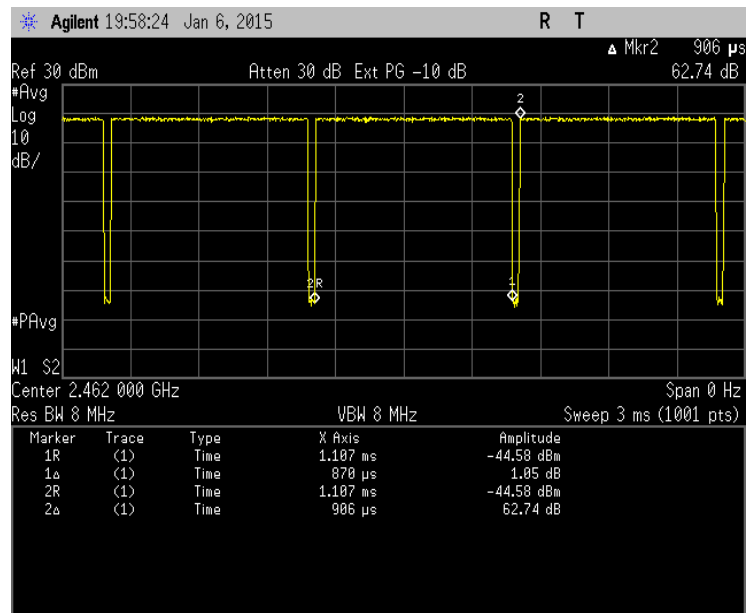 Agilent 19:58:24 Jan 6, 2015 R T
Δ Mkr2 906 µs
Ref 30 dBm Atten 30 dB Ext PG -10 dB 62.74 dB
#Avg
Log
10
dB/
2
2R
1
#PAvg
W1 S2
Center 2.462 000 GHz Span 0 Hz
Res BW 8 MHz VBW 8 MHz Sweep 3 ms (1001 pts)
Marker Trace Type X Axis Amplitude
1R (1) Time 1.107 ms -44.58 dBm
1Δ (1) Time 870 µs 1.05 dB
2R (1) Time 1.107 ms -44.58 dBm
2Δ (1) Time 906 µs 62.74 dB